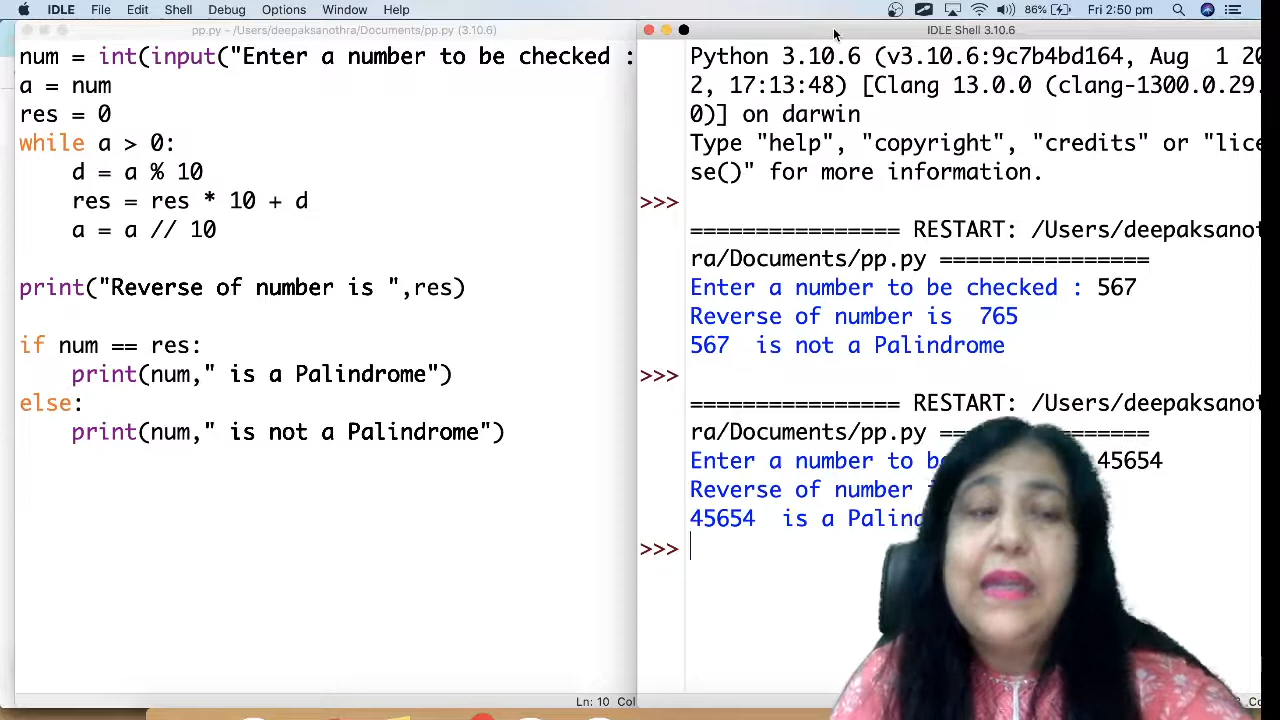 IDLE File Edit Shell Debug Options Window Help 86% Fri 2:50 pm
pp.py - /Users/deepaksanothra/Documents/pp.py (3.10.6)
num = int(input("Enter a number to be checked :
a = num
res = 0
while a > 0:
d = a % 10
res = res * 10 + d
a = a // 10
print("Reverse of number is ",res)
if num == res:
print(num," is a Palindrome")
else:
print(num," is not a Palindrome")
Ln: 10 Col
IDLE Shell 3.10.6
Python 3.10.6 (v3.10.6:9c7b4bd164, Aug 1 20
2, 17:13:48) [Clang 13.0.0 (clang-1300.0.29.
0)] on darwin
Type "help", "copyright", "credits" or "lice
se()" for more information.
>>>
================ RESTART: /Users/deepaksanot
ra/Documents/pp.py ================
Enter a number to be checked : 567
Reverse of number is 765
567 is not a Palindrome
>>>
================ RESTART: /Users/deepaksanot
ra/Documents/pp.py ================
Enter a number to be 45654
Reverse of number
45654 is a Palind
>>>